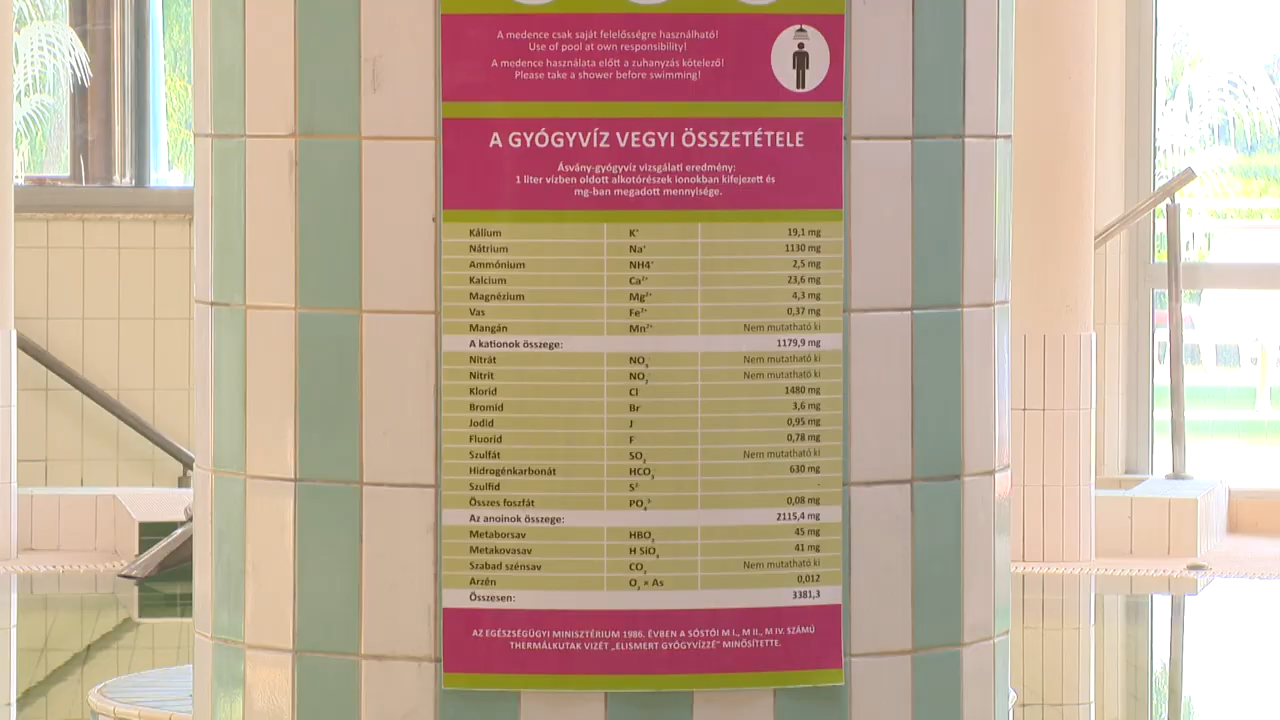 A medence csak saját felelősségre használható!
Use of pool at own responsibility!
A medence használata előtt a zuhanyzás kötelező!
Please take a shower before swimming!
A GYÓGYVÍZ VEGYI ÖSSZETÉTELE
Ásvány-gyógyvíz vizsgálati eredmény:
1 liter vízben oldott alkotórészek ionokban kifejezett és
mg-ban megadott mennyisége.
Kálium K⁺ 19,1 mg
Nátrium Na⁺ 1130 mg
Ammónium NH4⁺ 2,5 mg
Kalcium Ca²⁺ 23,6 mg
Magnézium Mg²⁺ 4,3 mg
Vas Fe²⁺ 0,37 mg
Mangán Mn²⁺ Nem mutatható ki
A kationok összege: 1179,9 mg
Nitrát NO₃⁻ Nem mutatható ki
Nitrit NO₂⁻ Nem mutatható ki
Klorid Cl⁻ 1480 mg
Bromid Br⁻ 3,6 mg
Jodid J⁻ 0,95 mg
Fluorid F⁻ 0,78 mg
Szulfát SO₄ Nem mutatható ki
Hidrogénkarbonát HCO₃⁻ 630 mg
Szulfid S²⁻ -
Összes foszfát PO₄³⁻ 0,08 mg
Az anoinok összege: 2115,4 mg
Metaborsav HBO₂ 45 mg
Metakovasav H SiO₃ 41 mg
Szabad szénsav CO₂ Nem mutatható ki
Arzén O₃ × As 0,012
Összesen: 3381,3
AZ EGÉSZSÉGÜGYI MINISZTÉRIUM 1986. ÉVBEN A SÓSTÓI M I., M II., M IV. SZÁMÚ
THERMÁLKUTAK VIZÉT „ELISMERT GYÓGYVÍZZÉ" MINŐSÍTETTE.